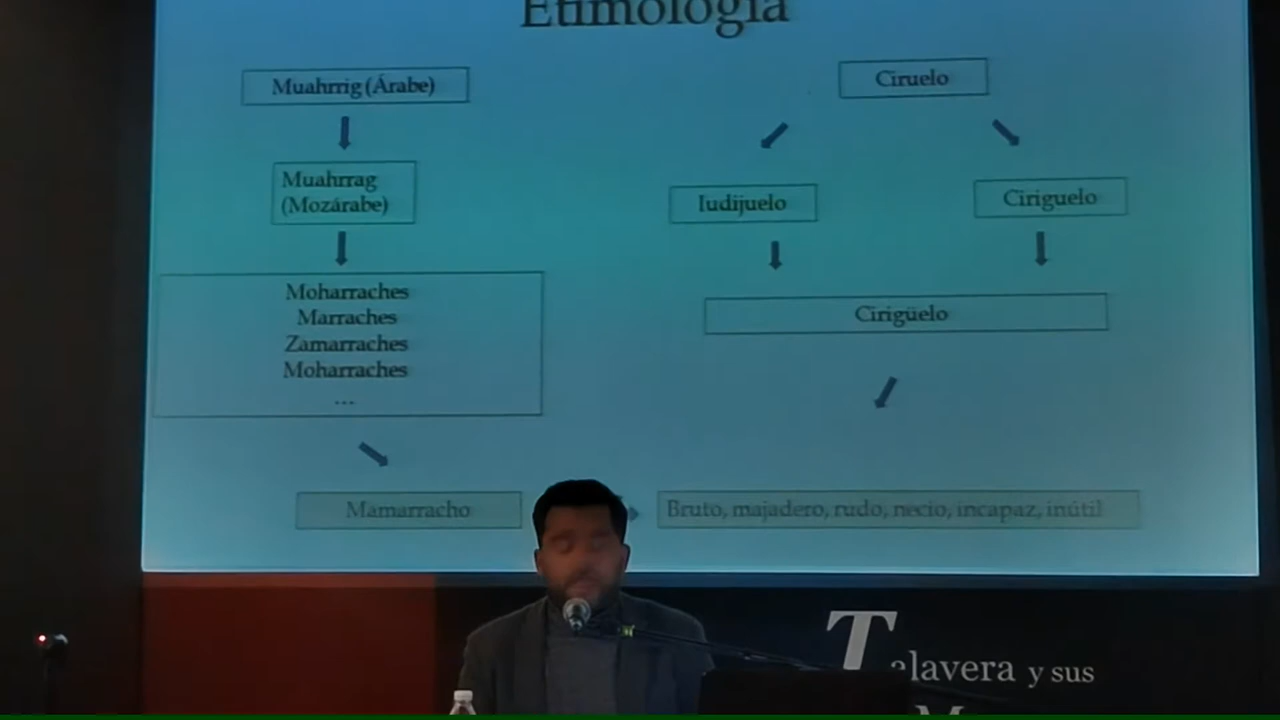 Etimología
Muahrrig (Árabe)
Muahrrag
(Mozárabe)
Moharraches
Marraches
Zamarraches
Moharraches
...
Mamarracho
Ciruelo
Iudijuelo
Ciriguelo
Cirigüelo
Bruto, majadero, rudo, necio, incapaz, inútil
Talavera y sus